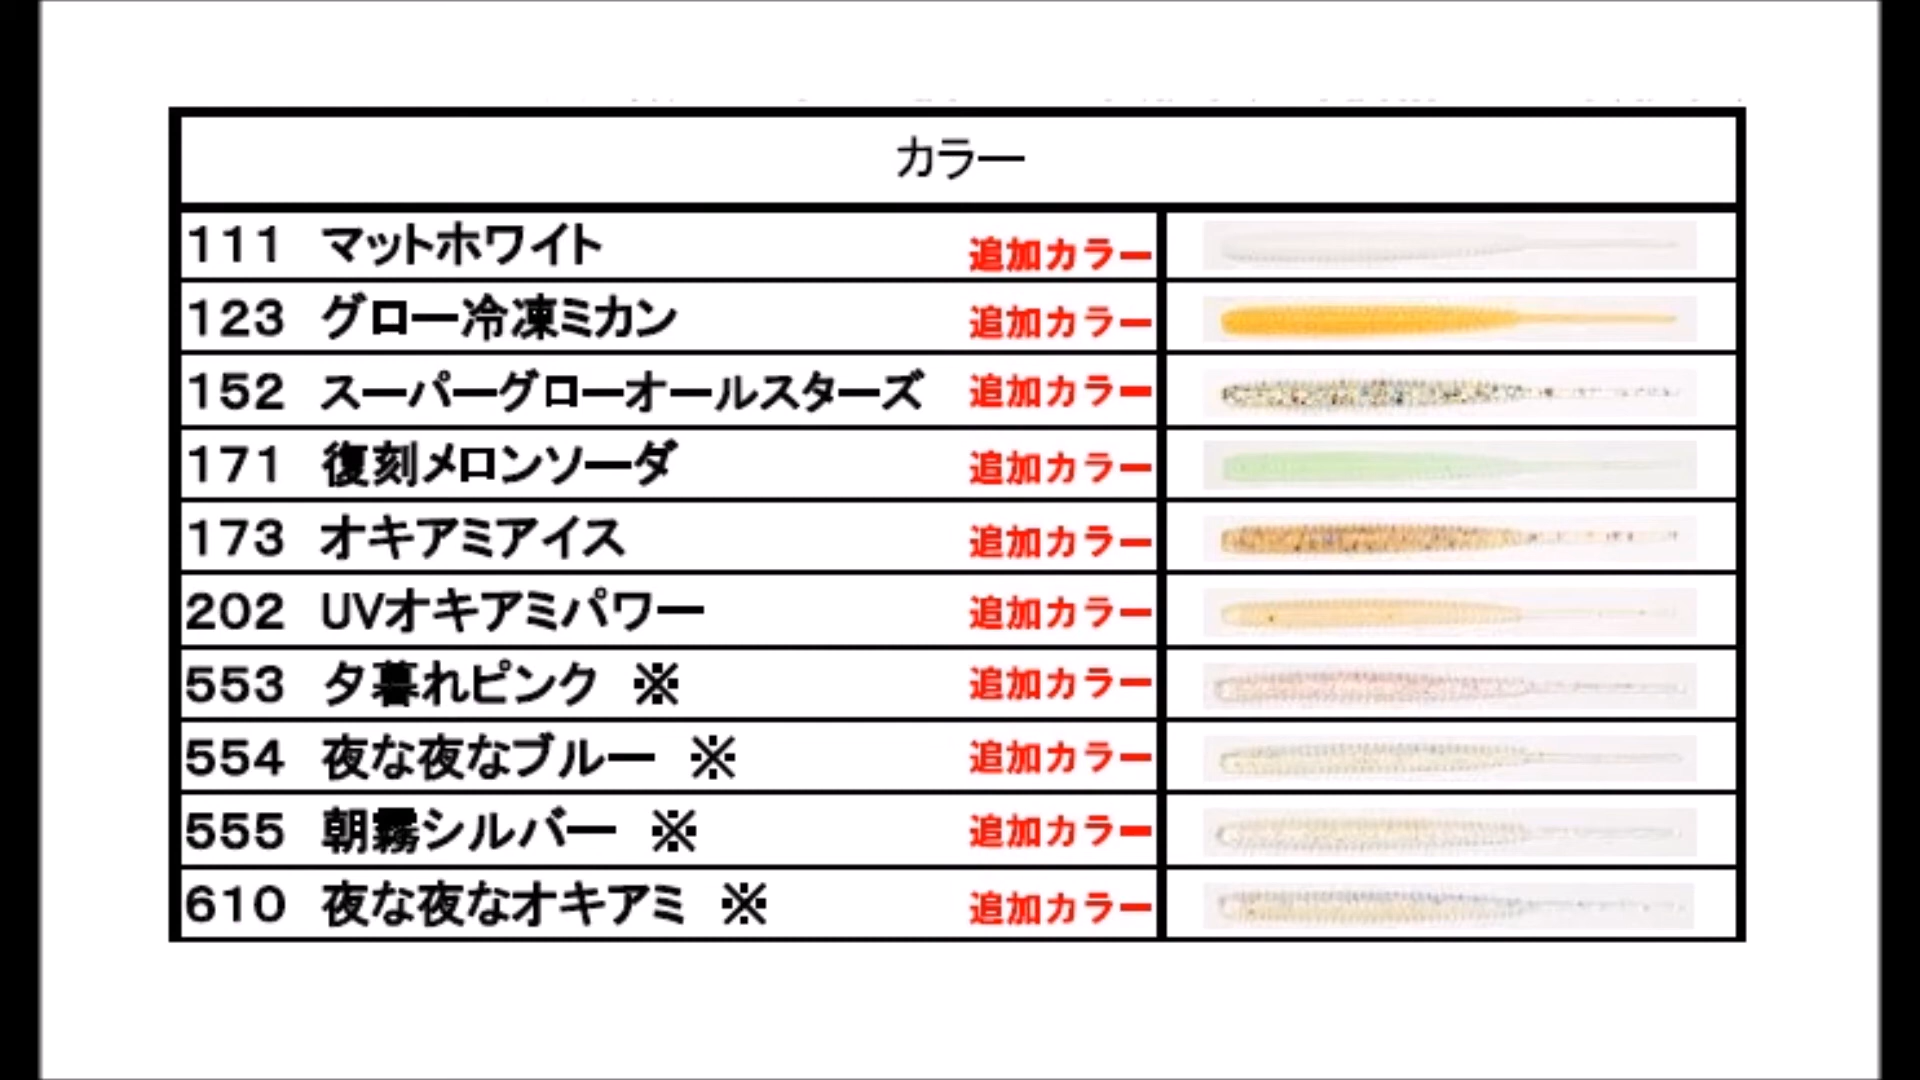 カラー
111 マットホワイト 追加カラー
123 グロー冷凍ミカン 追加カラー
152 スーパーグローオールスターズ 追加カラー
171 復刻メロンソーダ 追加カラー
173 オキアミアイス 追加カラー
202 UVオキアミパワー 追加カラー
553 夕暮れピンク ※ 追加カラー
554 夜な夜なブルー ※ 追加カラー
555 朝霧シルバー ※ 追加カラー
610 夜な夜なオキアミ ※ 追加カラー